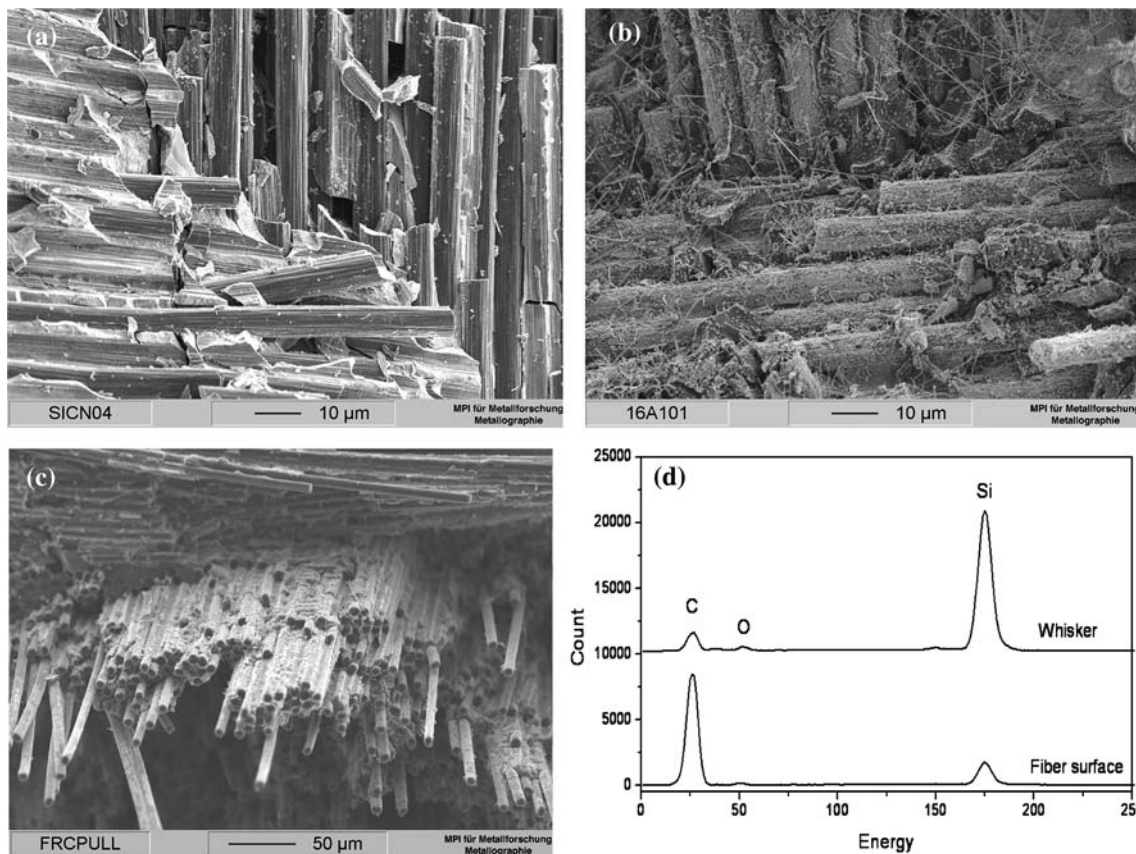 (a)
SICN04
10 µm
MPI für Metallforschung
Metallographie
(b)
16A101
10 µm
MPI für Metallforschung
Metallographie
(c)
FRCPULL
50 µm
MPI für Metallforschung
Metallographie
(d)
25000
20000
15000
10000
5000
0
Count
Si
C
O
Whisker
Fiber surface
0 50 100 150 200 25
Energy